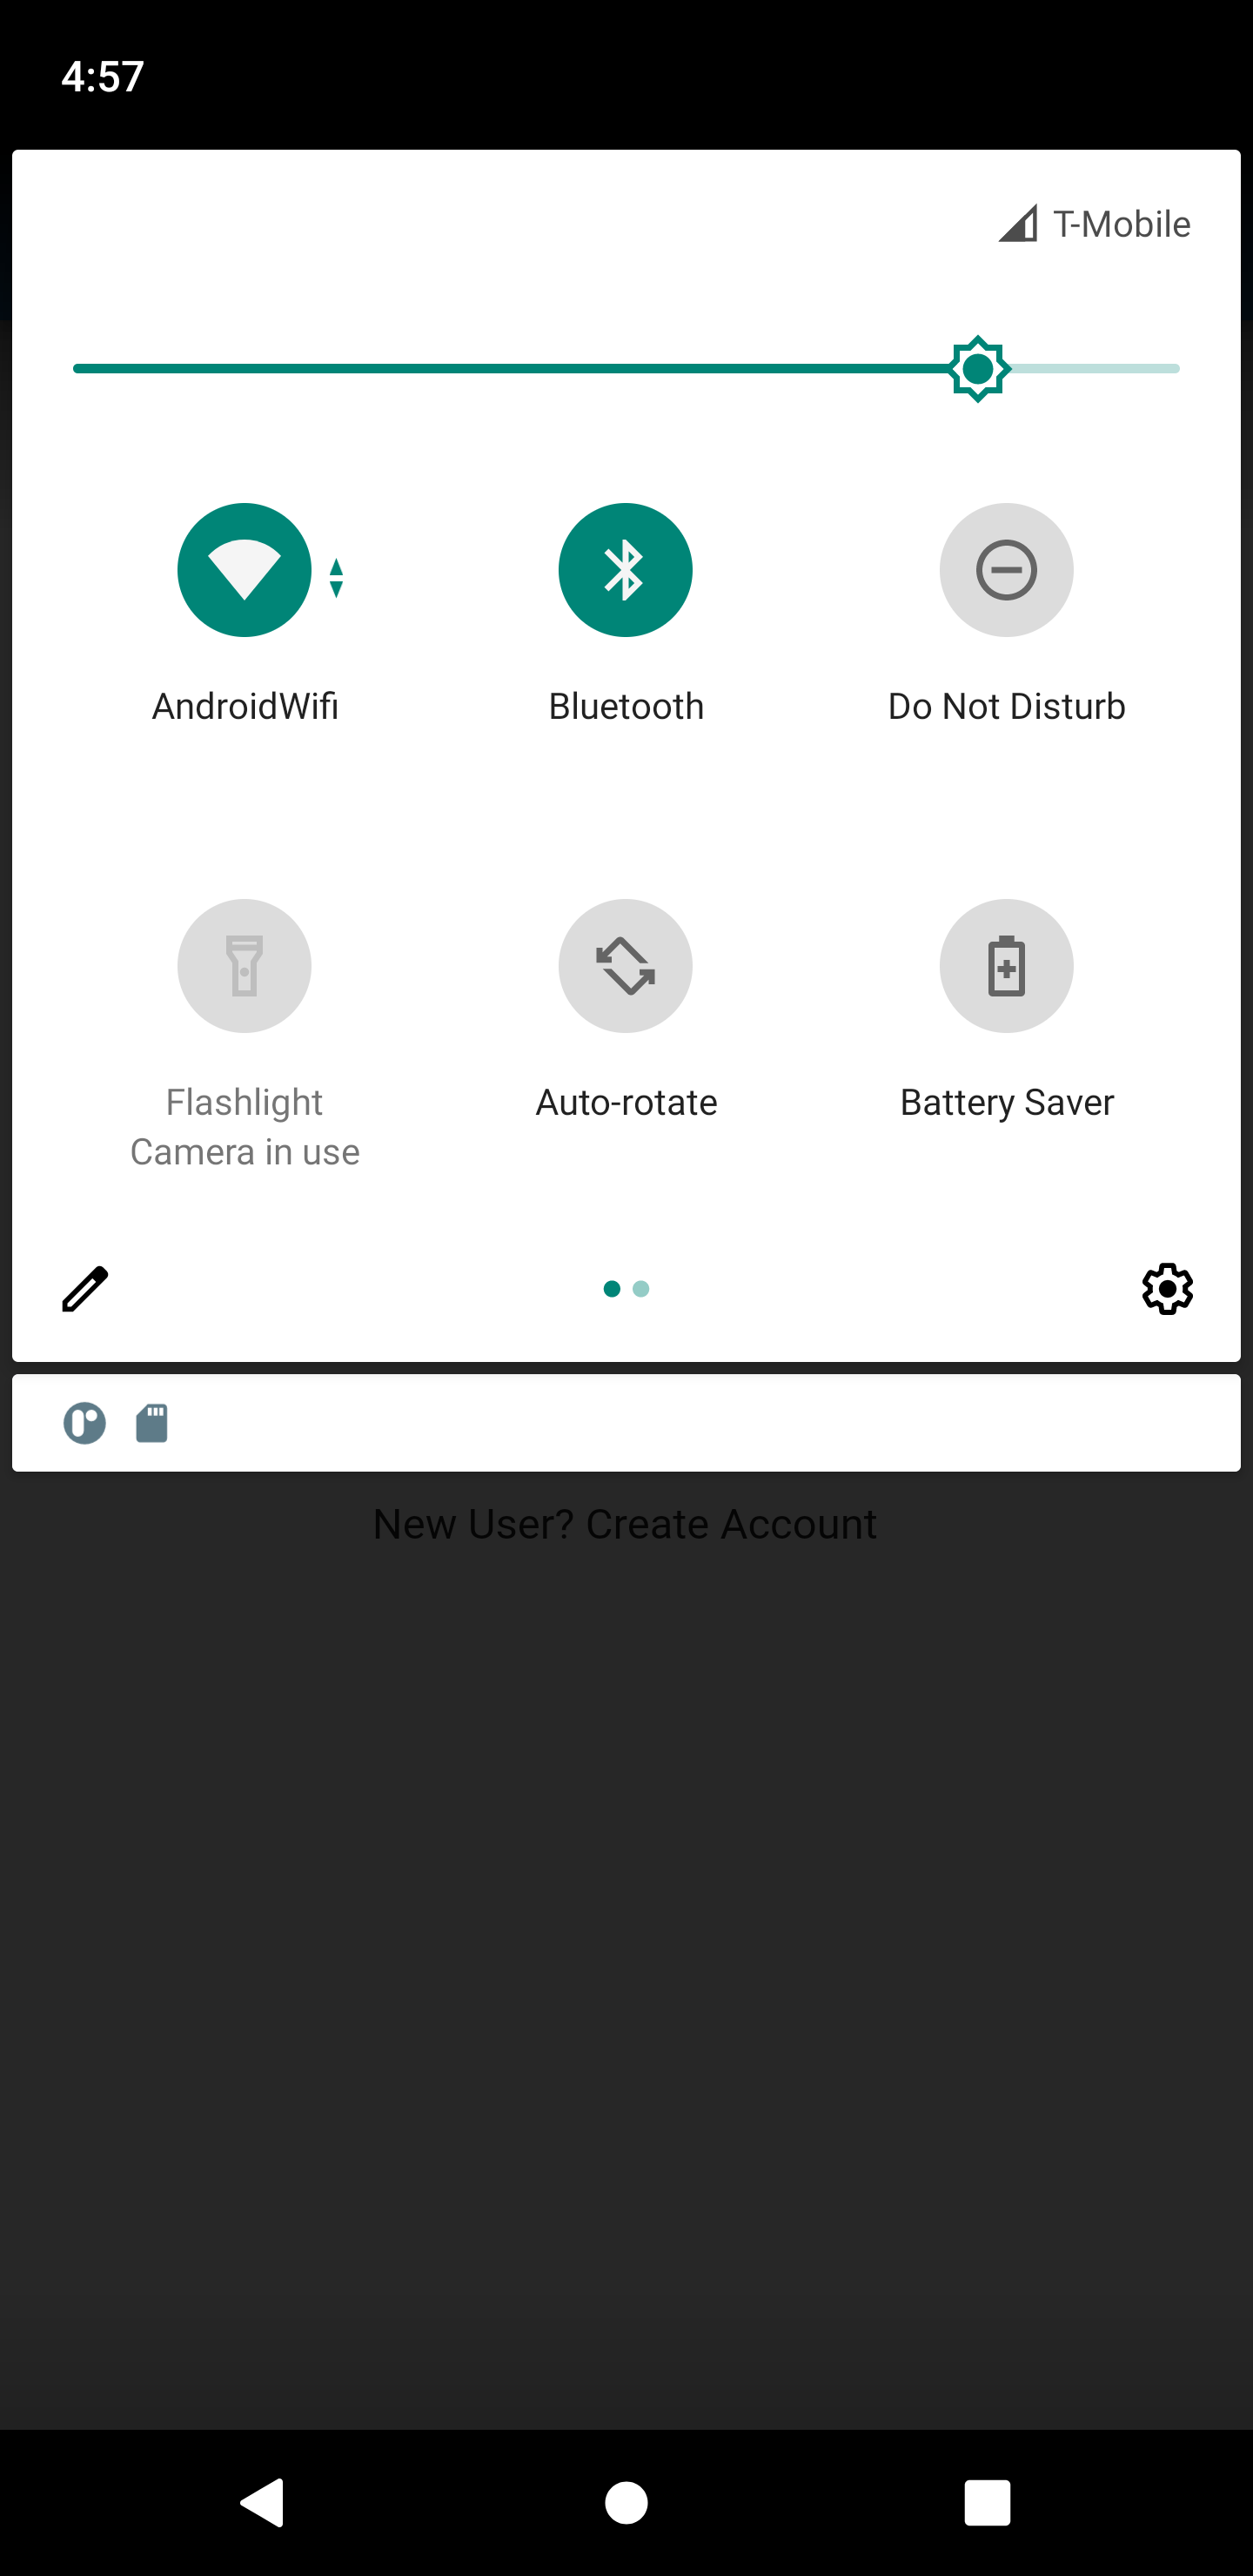 4:57
T-Mobile
AndroidWifi
Bluetooth
Do Not Disturb
Flashlight
Camera in use
Auto-rotate
Battery Saver
New User? Create Account